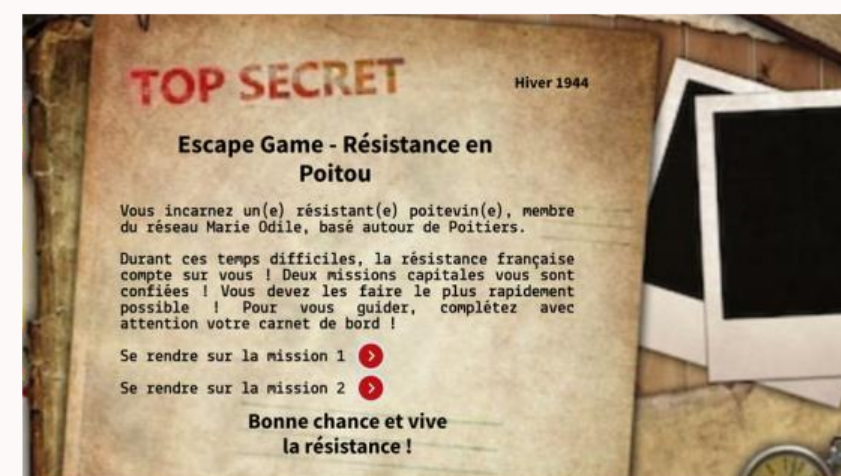 TOP SECRET
Hiver 1944
Escape Game - Résistance en
Poitou
Vous incarnez un(e) résistant(e) poitevin(e), membre
du réseau Marie Odile, basé autour de Poitiers.
Durant ces temps difficiles, la résistance française
compte sur vous ! Deux missions capitales vous sont
confiées ! Vous devez les faire le plus rapidement
possible ! Pour vous guider, complétez avec
attention votre carnet de bord !
Se rendre sur la mission 1
Se rendre sur la mission 2
Bonne chance et vive
la résistance !